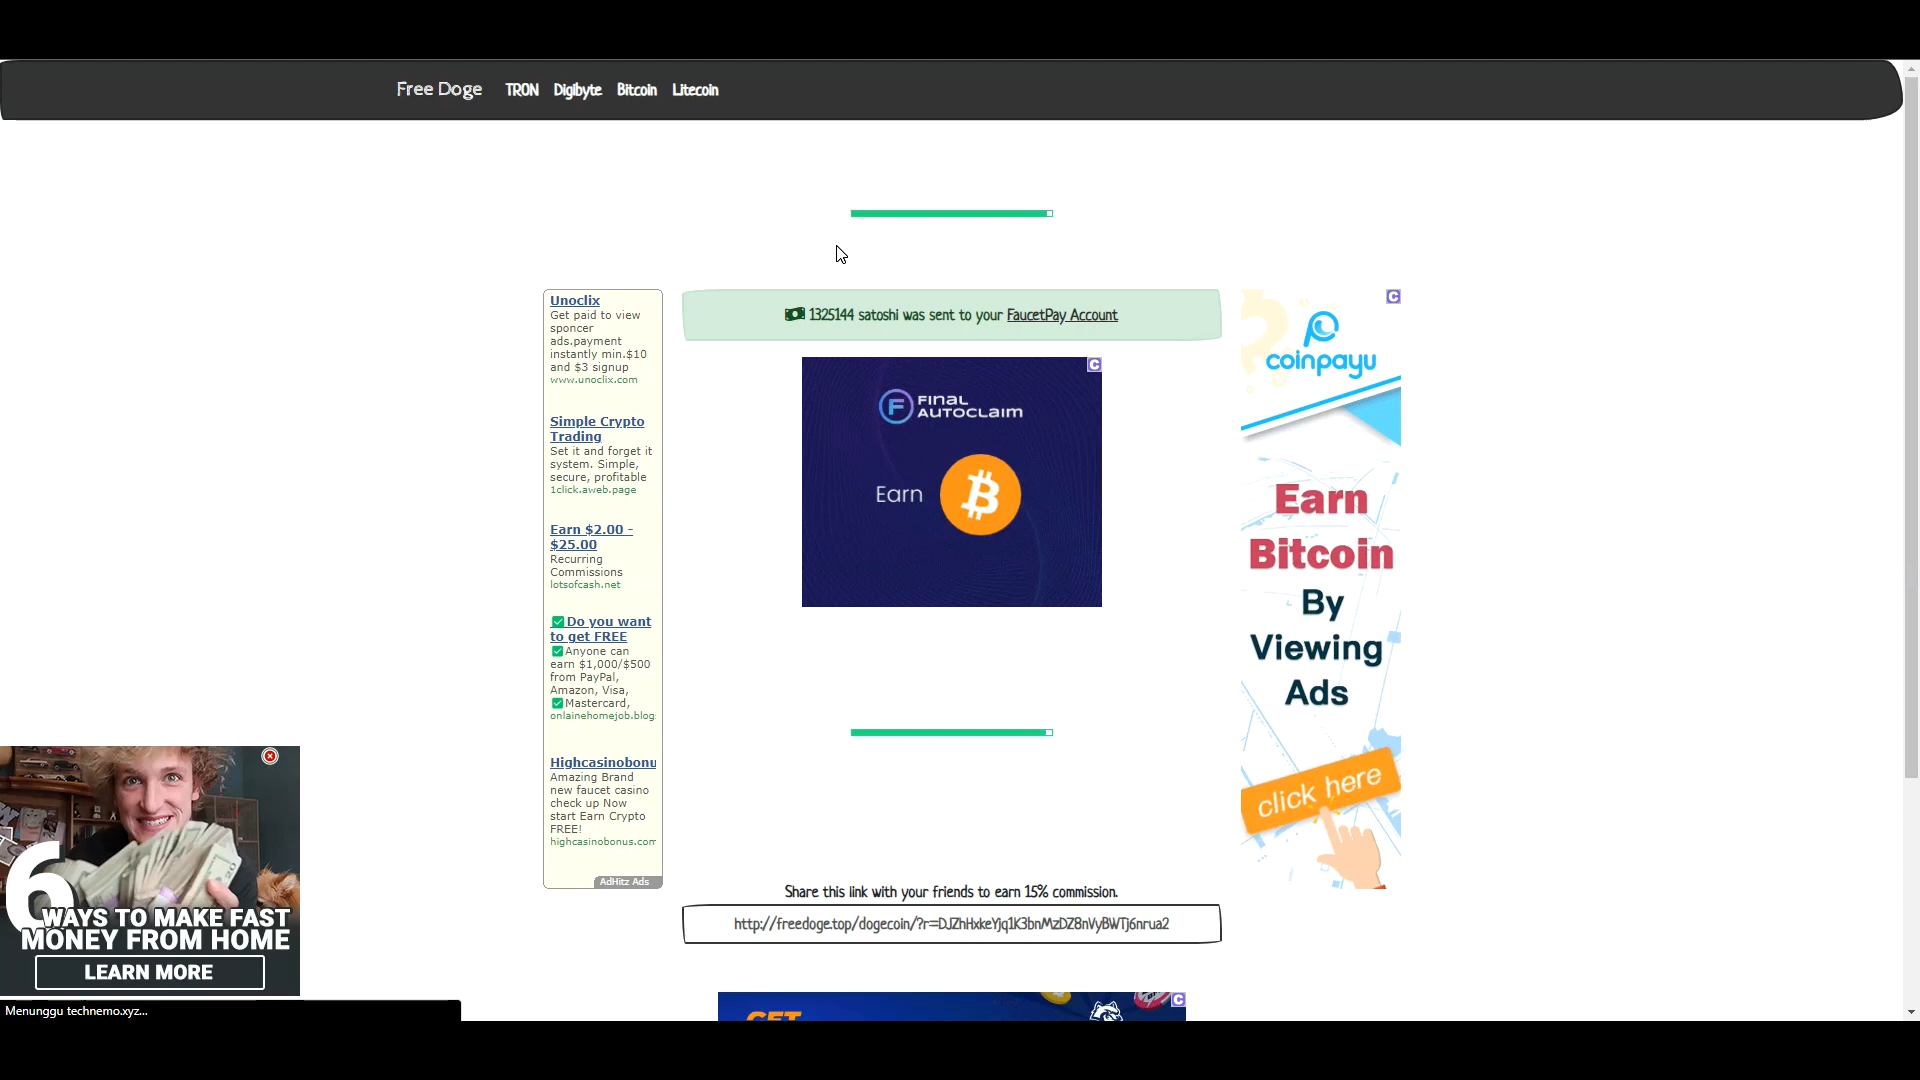 Free Doge TRON Digibyte Bitcoin Litecoin
Unoclix
Get paid to view
sponcer
ads.payment
instantly min.$10
and $3 signup
www.unoclix.com
Simple Crypto
Trading
Set it and forget it
system. Simple,
secure, profitable
1click.aweb.page
Earn $2.00 -
$25.00
Recurring
Commissions
lotsofcash.net
Do you want
to get FREE
Anyone can
earn $1,000/$500
from PayPal,
Amazon, Visa,
Mastercard,
onlainehomejob.blog
Highcasinobonu
Amazing Brand
new faucet casino
check up Now
start Earn Crypto
FREE!
highcasinobonus.com
AdHitz Ads
1325144 satoshi was sent to your FaucetPay Account
C
FINAL
AUTOCLAIM
Earn
Share this link with your friends to earn 15% commission.
http://freedoge.top/dogecoin/?r=DJZhHxkeYjq1K3bnMzDZ8nVyBWTj6nrua2
C
GET
C
coinpayu
Earn
Bitcoin
By
Viewing
Ads
click here
6
WAYS TO MAKE FAST
MONEY FROM HOME
LEARN MORE
Menunggu technemo.xyz...